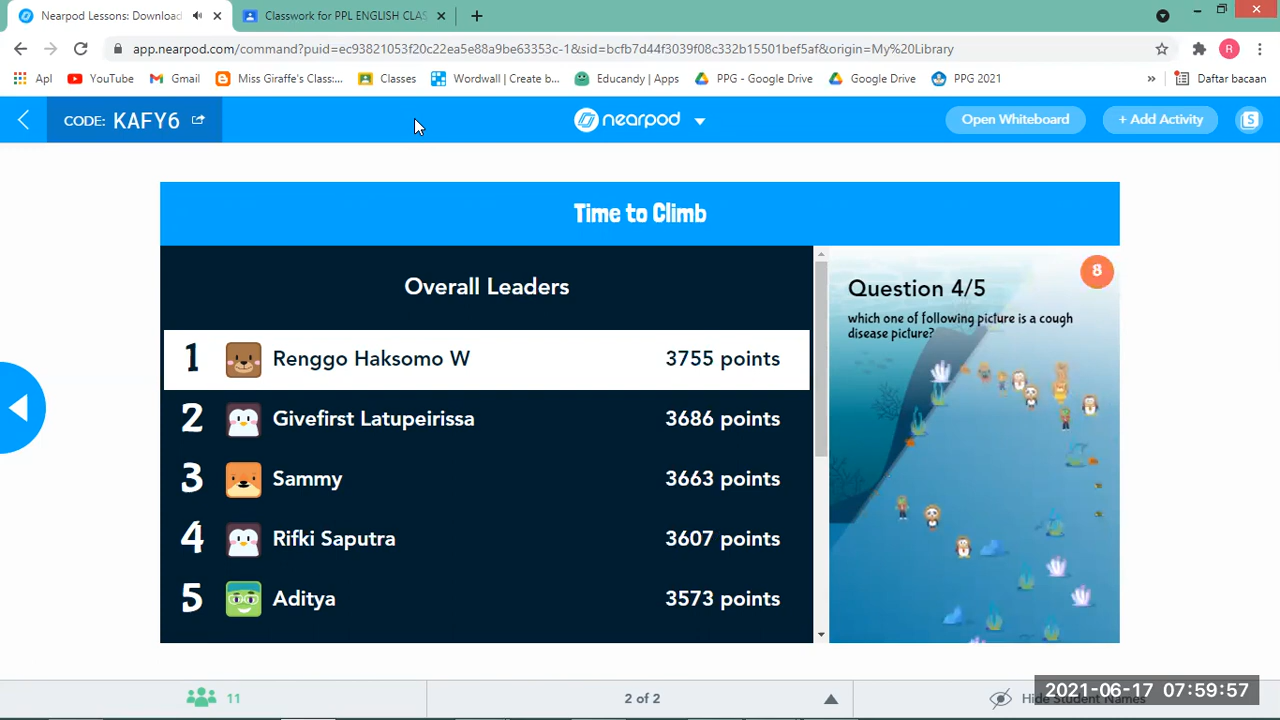 Nearpod Lessons: Download
Classwork for PPL ENGLISH CLAS
app.nearpod.com/command?puid=ec93821053f20c22ea5e88a9be63353c-1&sid=bcfb7d44f3039f08c332b15501bef5af&origin=My%20Library
R
Apl
YouTube
Gmail
Miss Giraffe's Class:...
Classes
Wordwall | Create b...
Educandy | Apps
PPG - Google Drive
Google Drive
PPG 2021
»
Daftar bacaan
CODE: KAFY6
nearpod
Open Whiteboard
+ Add Activity
S
Time to Climb
Overall Leaders
1 Renggo Haksomo W 3755 points
2 Givefirst Latupeirissa 3686 points
3 Sammy 3663 points
4 Rifki Saputra 3607 points
5 Aditya 3573 points
8
Question 4/5
which one of following picture is a cough
disease picture?
11
2 of 2
Hide Student Names
2021-06-17 07:59:57